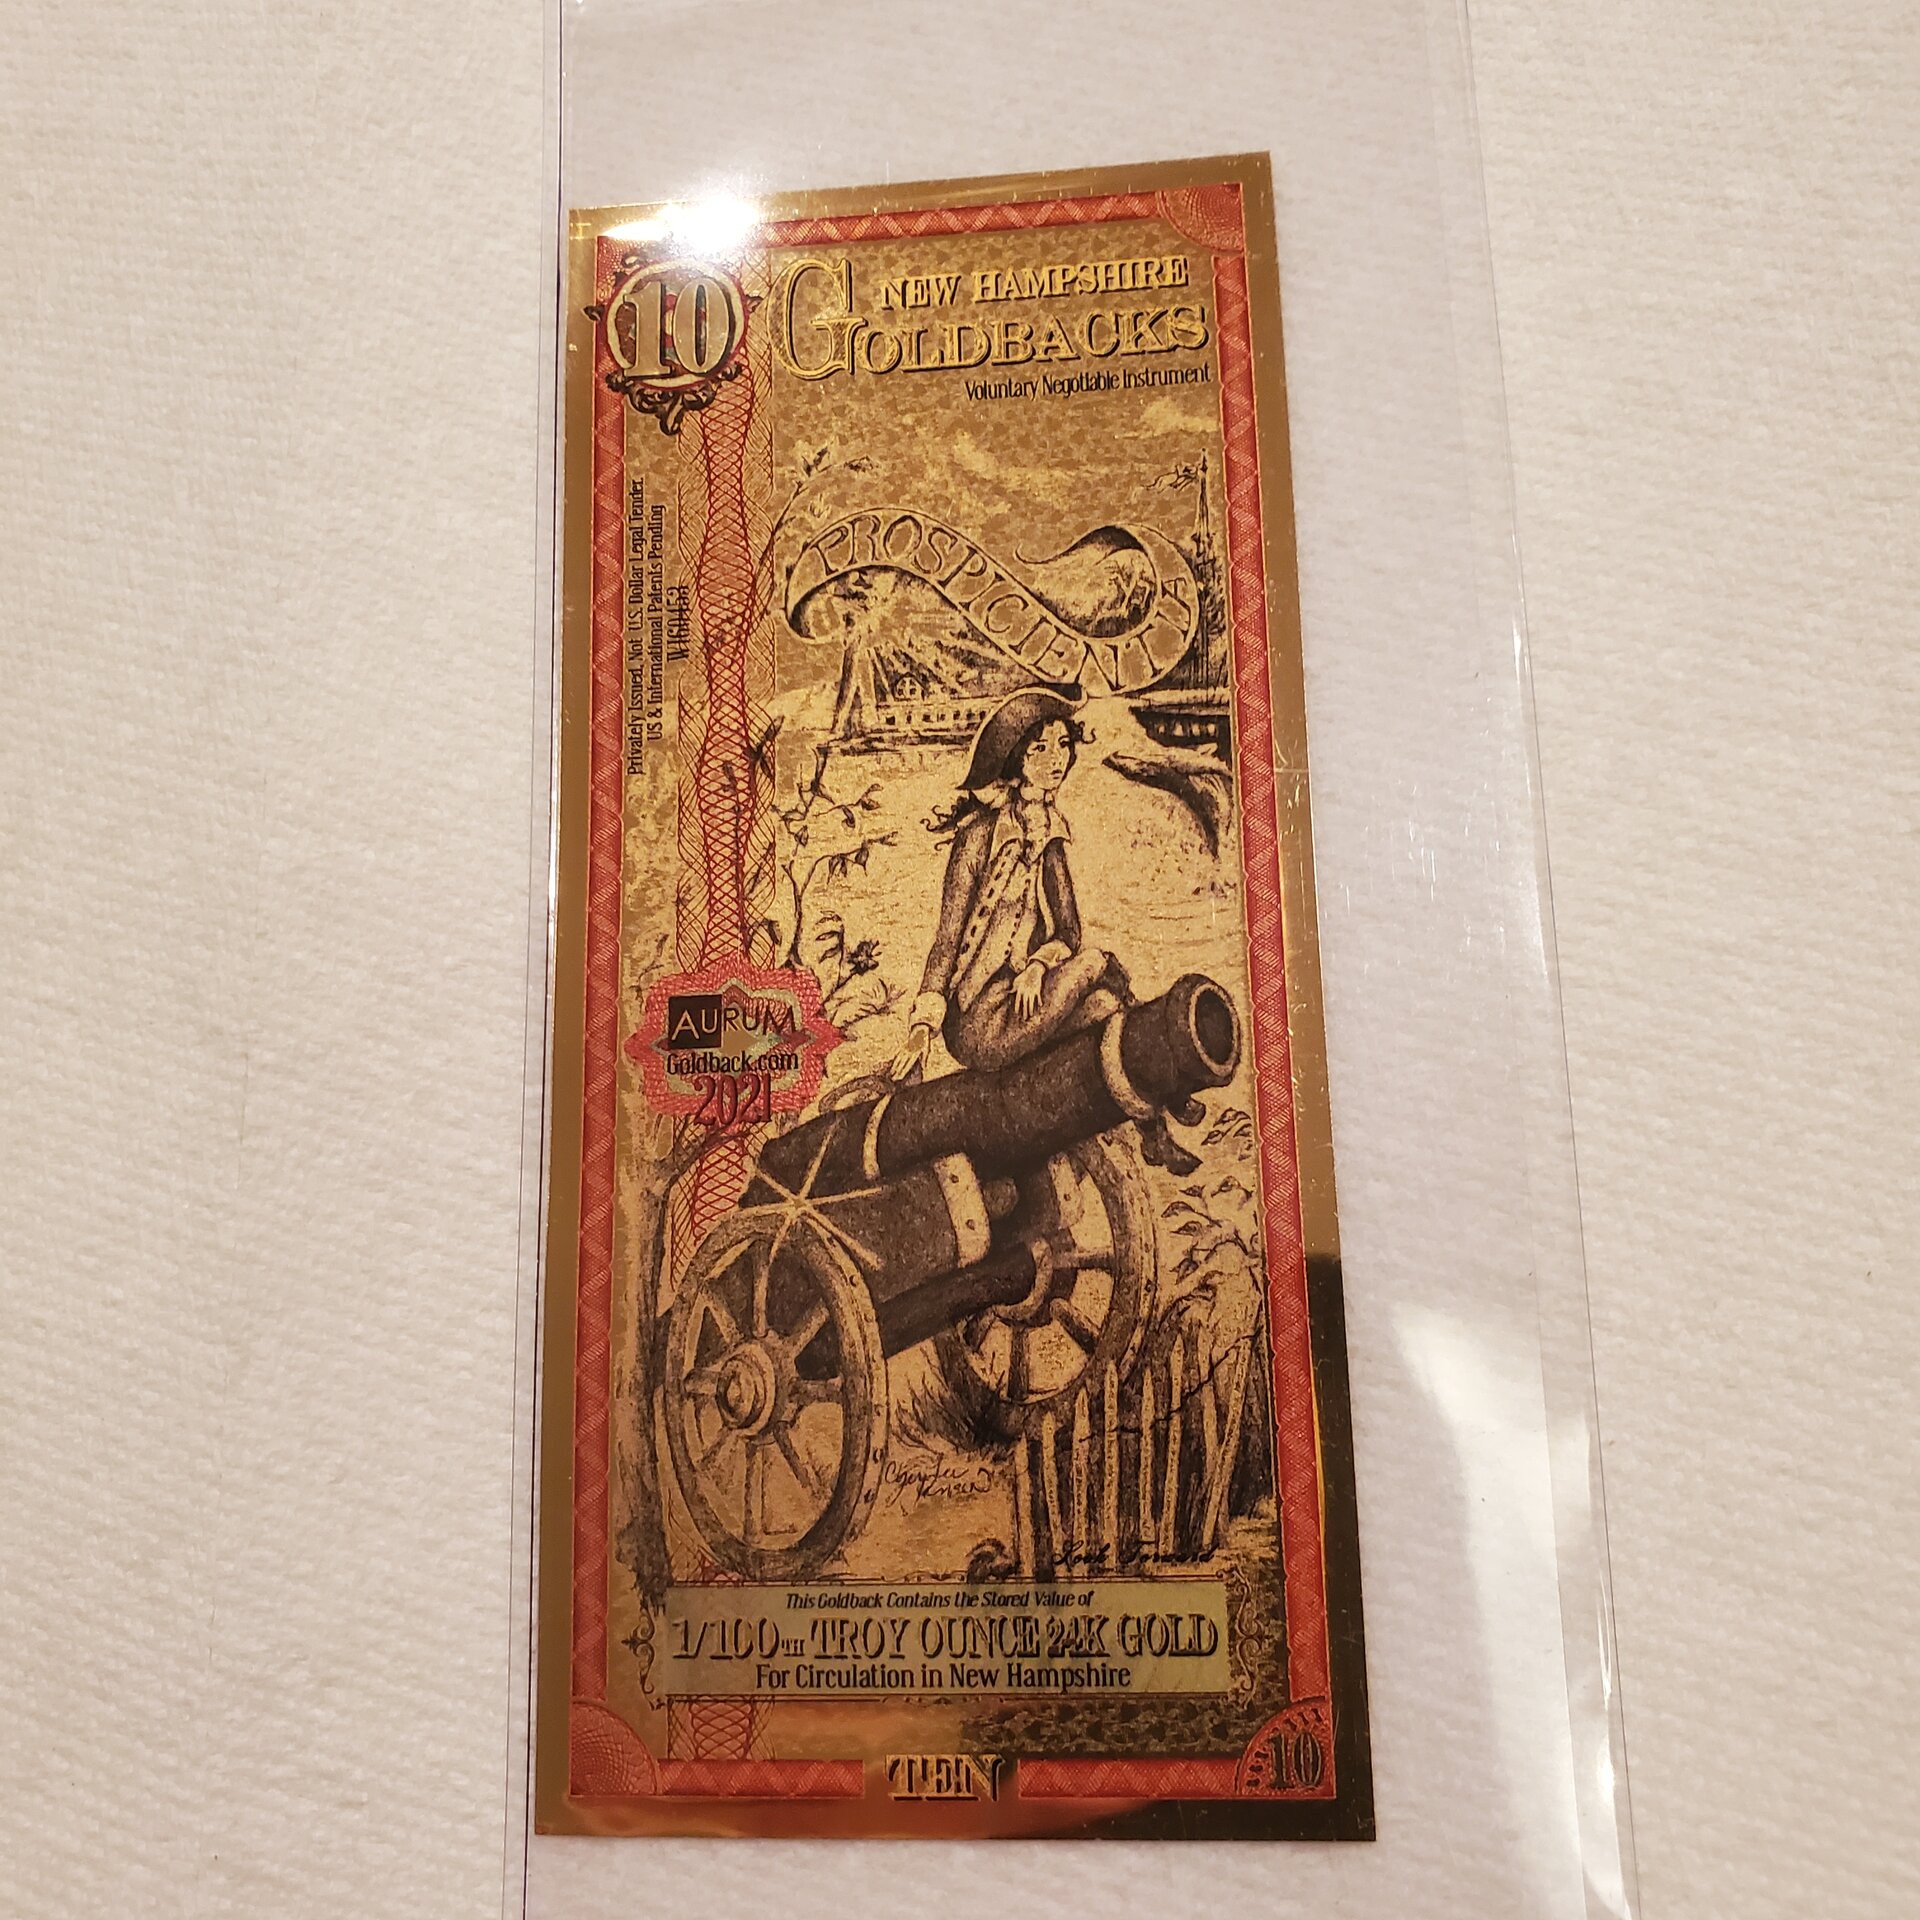 10
NEW HAMPSHIRE
GOLDBACKS
Voluntary Negotiable Instrument
Privately Issued, Not U.S. Dollar Legal Tender
US & International Patents Pending
PROSPICIENTIA
AURUM
Goldback.com
2021
Look Forward
This Goldback Contains the Stored Value of
1/100TH TROY OUNCE 24K GOLD
For Circulation in New Hampshire
TEN
10